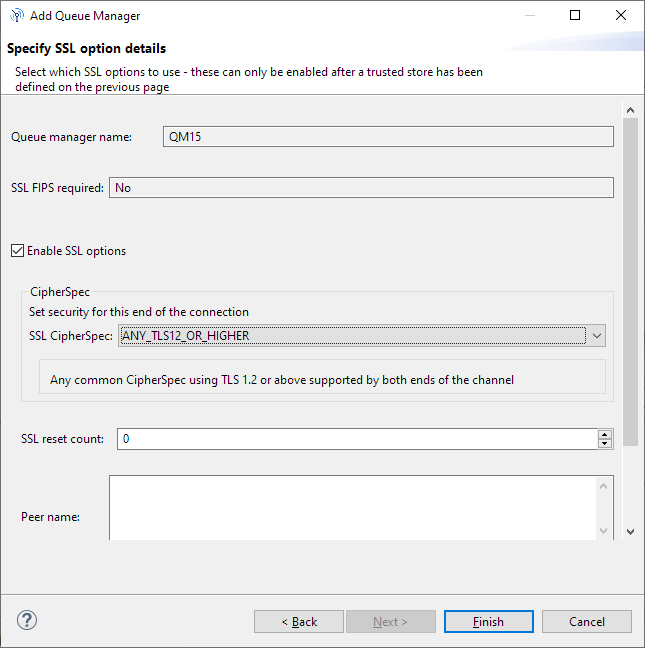 Add Queue Manager
Specify SSL option details
Select which SSL options to use - these can only be enabled after a trusted store has been
defined on the previous page
Queue manager name: QM15
SSL FIPS required: No
Enable SSL options
CipherSpec
Set security for this end of the connection
SSL CipherSpec: ANY_TLS12_OR_HIGHER
Any common CipherSpec using TLS 1.2 or above supported by both ends of the channel
SSL reset count: 0
Peer name:
? < Back Next > Finish Cancel